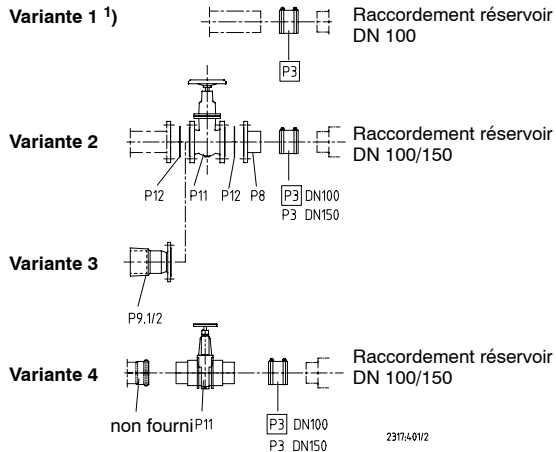 Variante 1 1)
Raccordement réservoir
DN 100
P3
Variante 2
Raccordement réservoir
DN 100/150
P12 P11 P12 P8 P3 DN100
P3 DN150
Variante 3
P9.1/2
Variante 4
Raccordement réservoir
DN 100/150
non fourni P11 P3 DN100
P3 DN150
2317:401/2